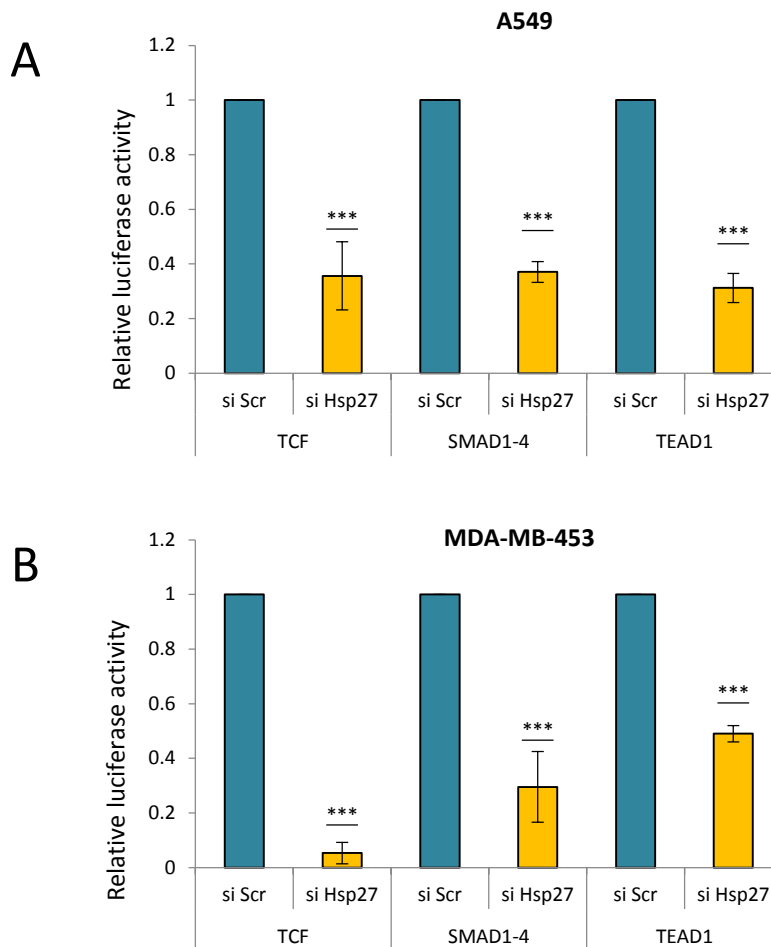 A
A549
Relative luciferase activity
1.2
1
0.8
0.6
0.4
0.2
0
*** *** ***
si Scr si Hsp27 si Scr si Hsp27 si Scr si Hsp27
TCF SMAD1-4 TEAD1
B
MDA-MB-453
Relative luciferase activity
1.2
1
0.8
0.6
0.4
0.2
0
*** *** ***
si Scr si Hsp27 si Scr si Hsp27 si Scr si Hsp27
TCF SMAD1-4 TEAD1